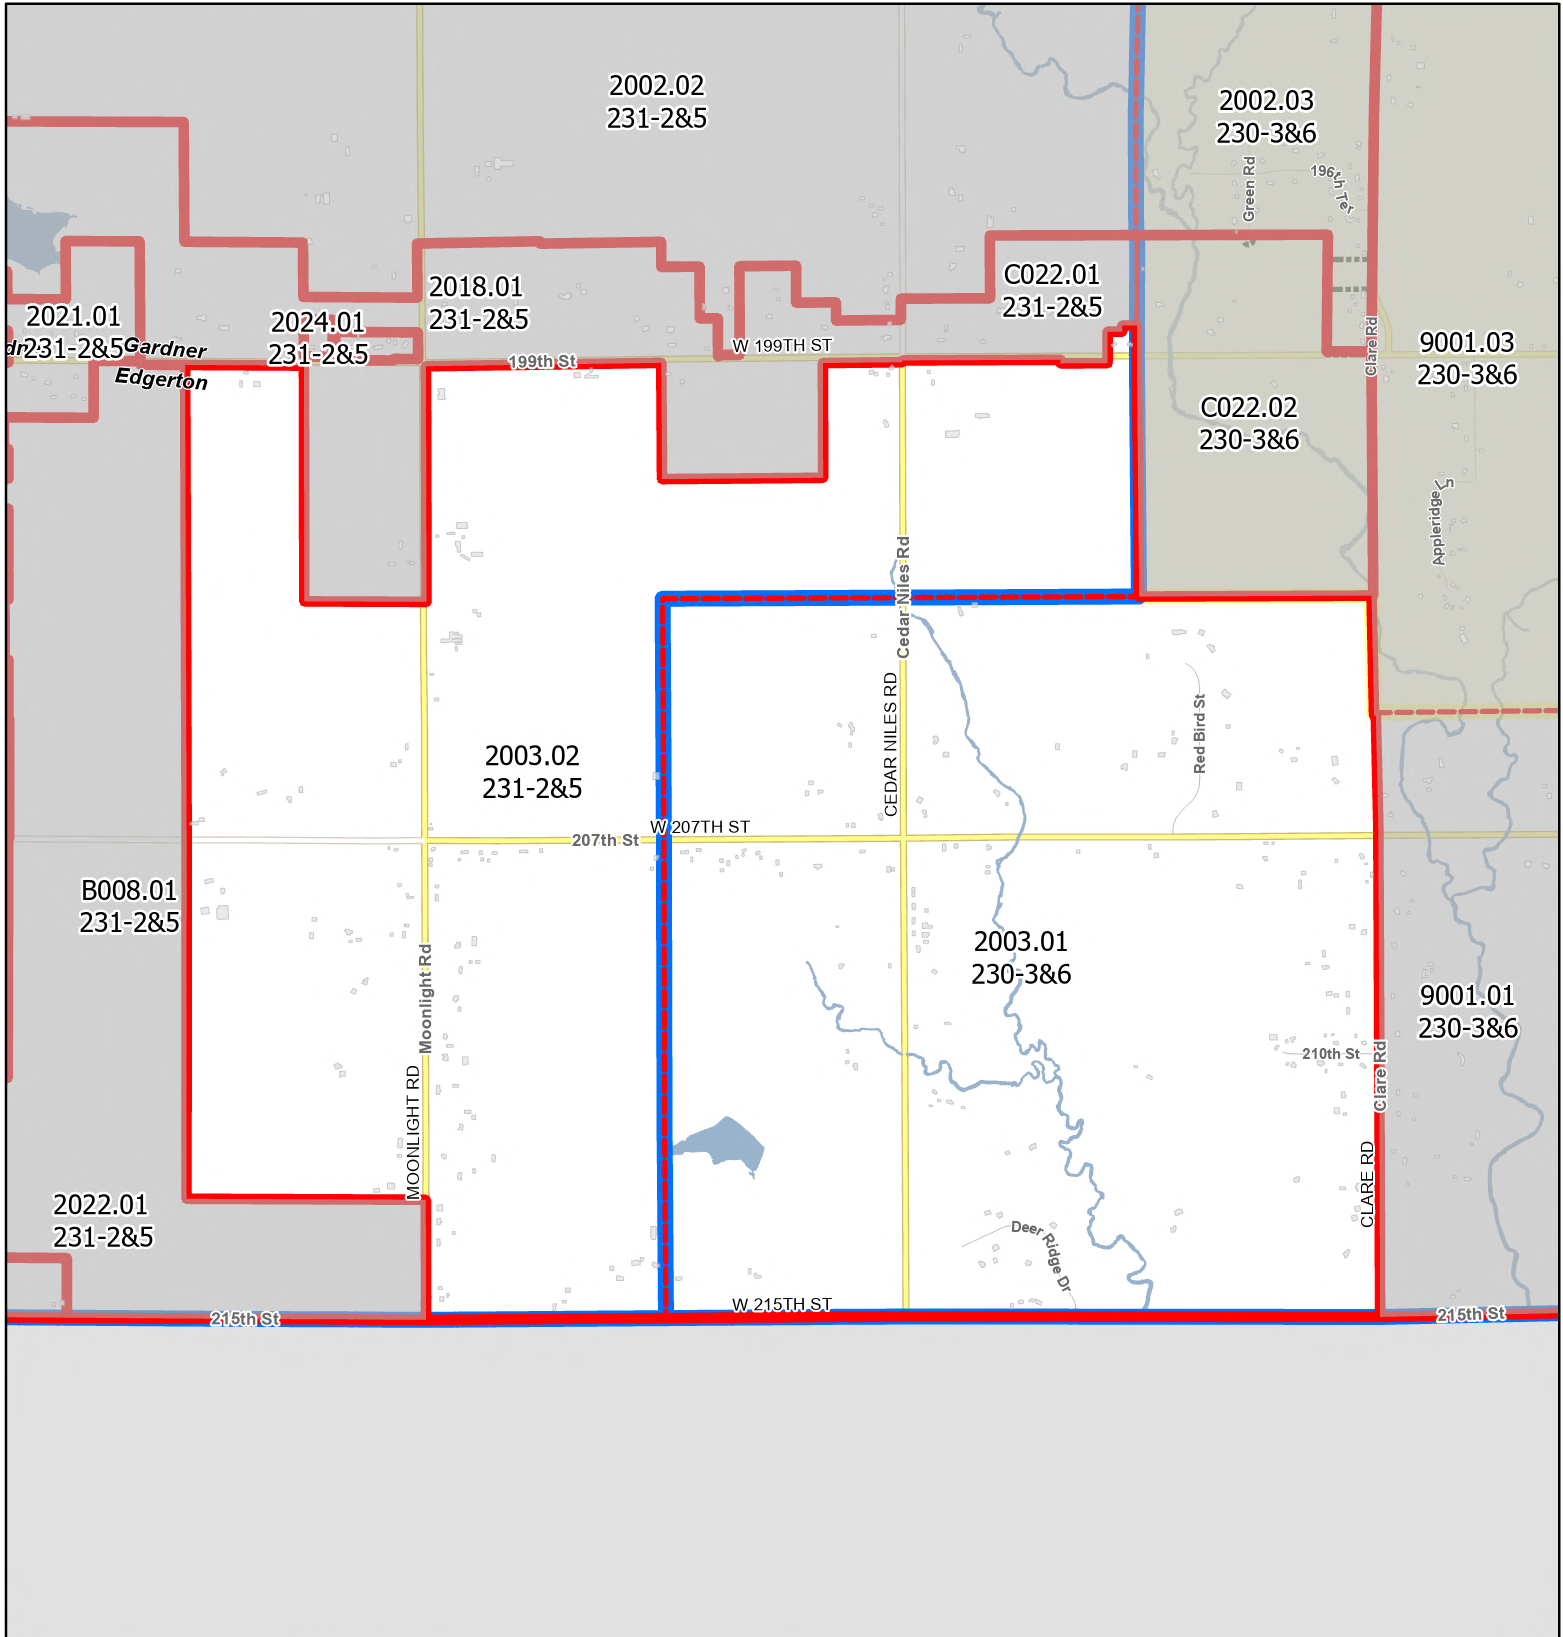 2002.02
231-2&5
2002.03
230-3&6
Green Rd
196th Ter
C022.01
231-2&5
2018.01
231-2&5
2021.01
231-2&5
2024.01
231-2&5
Gardner
Edgerton
199th St
W 199TH ST
Clare Rd
9001.03
230-3&6
C022.02
230-3&6
Appleridge Ln
Cedar Niles Rd
CEDAR NILES RD
Red Bird St
2003.02
231-2&5
207th St
W 207TH ST
B008.01
231-2&5
2003.01
230-3&6
Moonlight Rd
MOONLIGHT RD
9001.01
230-3&6
210th St
Clare Rd
CLARE RD
2022.01
231-2&5
Deer Ridge Dr
W 215TH ST
215th St
215th St